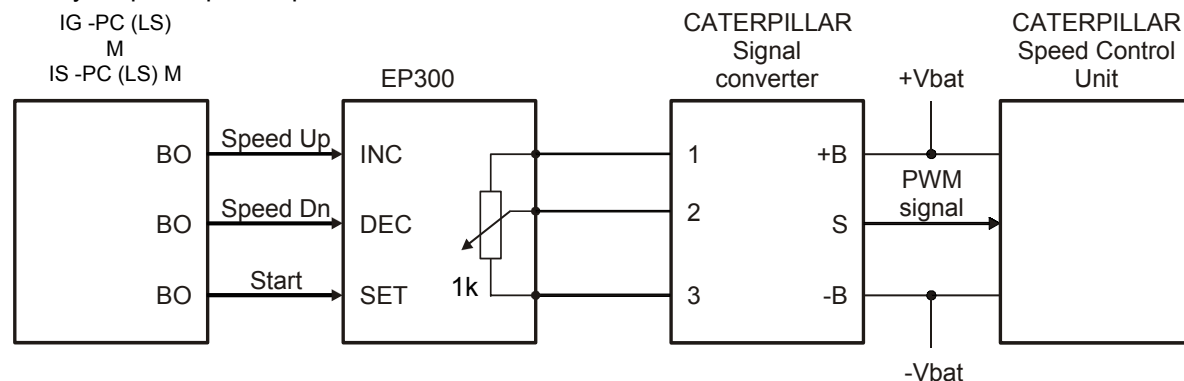 IG -PC (LS)
M
IS -PC (LS) M
EP300
CATERPILLAR
Signal
converter
+Vbat
CATERPILLAR
Speed Control
Unit
BO
Speed Up
INC
1
+B
PWM
signal
BO
Speed Dn
DEC
2
S
BO
Start
SET
1k
3
-B
-Vbat